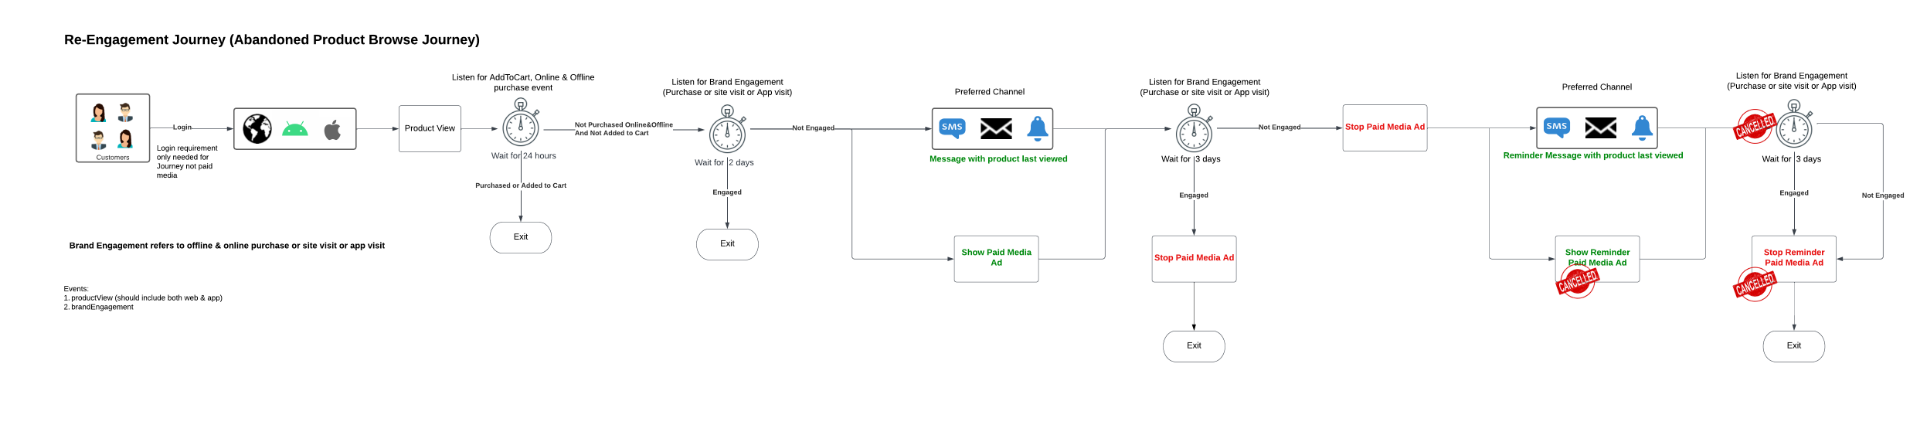 Re-Engagement Journey (Abandoned Product Browse Journey)
Customers
Login
Login requirement
only needed for
Journey not paid
media
Product View
Listen for AddToCart, Online & Offline
purchase event
Wait for 24 hours
Purchased or Added to Cart
Exit
Not Purchased Online&Offline
And Not Added to Cart
Listen for Brand Engagement
(Purchase or site visit or App visit)
Wait for 2 days
Engaged
Exit
Not Engaged
Preferred Channel
SMS
Message with product last viewed
Show Paid Media
Ad
Listen for Brand Engagement
(Purchase or site visit or App visit)
Wait for 3 days
Engaged
Stop Paid Media Ad
Exit
Not Engaged
Stop Paid Media Ad
Preferred Channel
SMS
Reminder Message with product last viewed
Show Reminder
Paid Media Ad
CANCELLED
Listen for Brand Engagement
(Purchase or site visit or App visit)
CANCELLED
Wait for 3 days
Engaged
Not Engaged
Stop Reminder
Paid Media Ad
CANCELLED
Exit
Brand Engagement refers to offline & online purchase or site visit or app visit
Events:
1. productView (should include both web & app)
2. brandEngagement